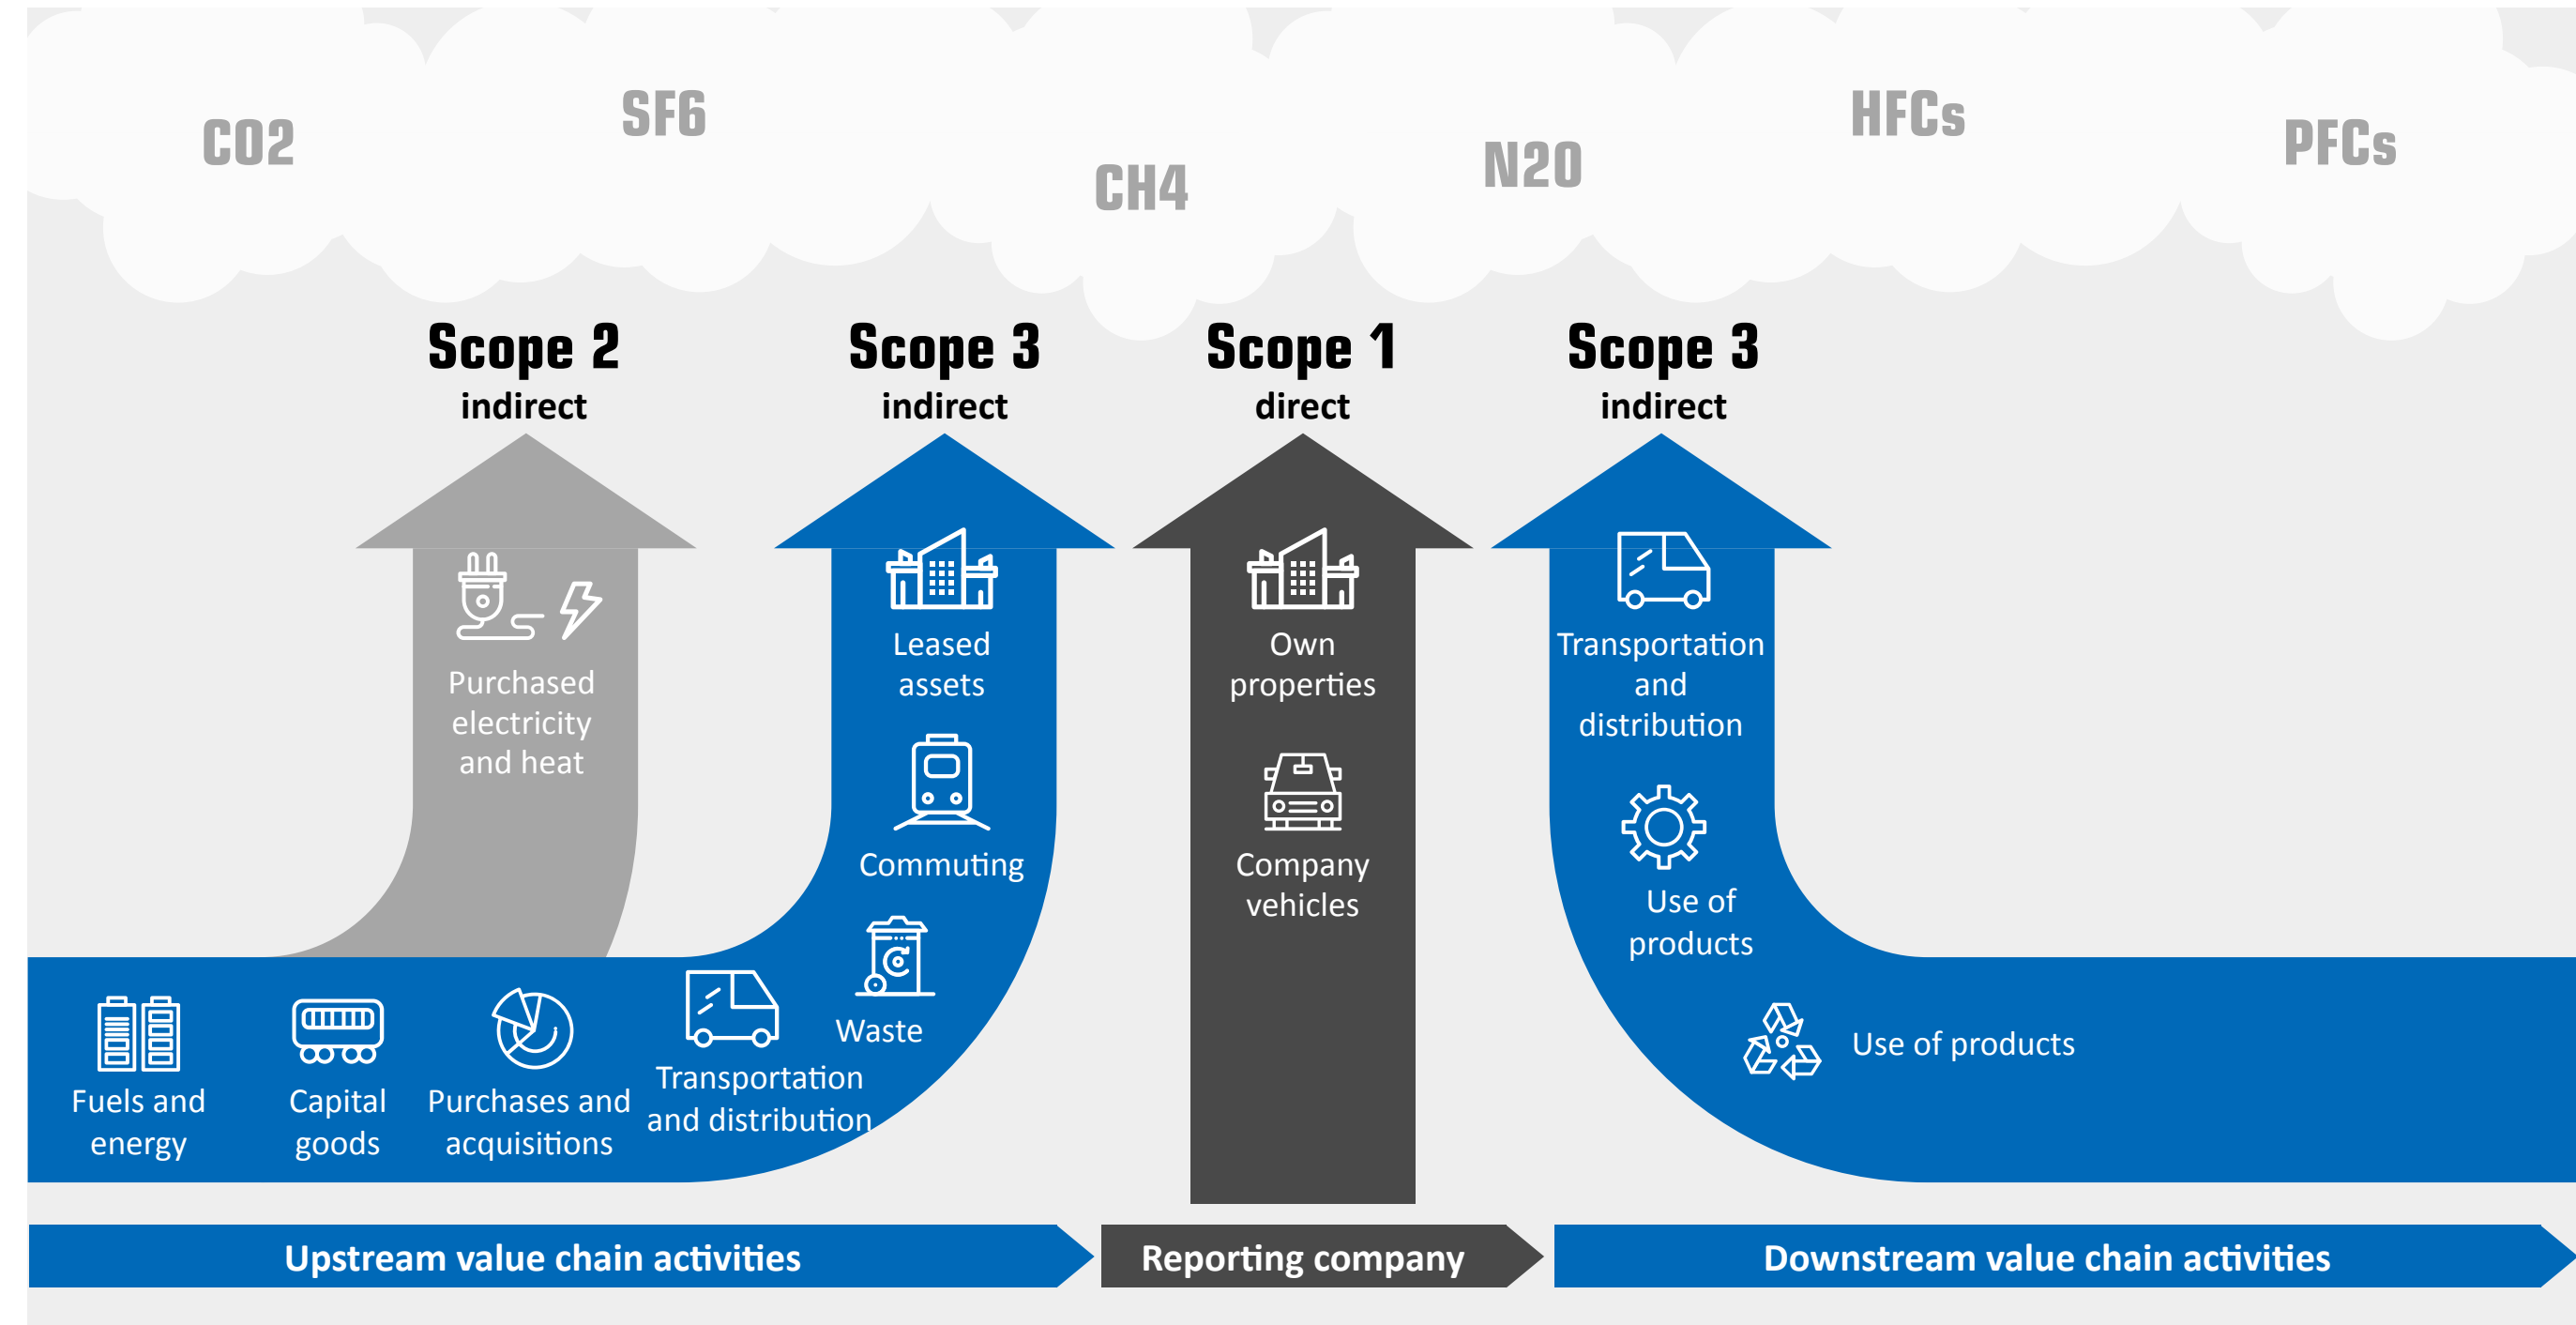 CO2
SF6
CH4
N2O
HFCs
PFCs
Scope 2
indirect
Scope 3
indirect
Scope 1
direct
Scope 3
indirect
Purchased
electricity
and heat
Leased
assets
Commuting
Waste
Transportation
and distribution
Purchases and
acquisitions
Capital
goods
Fuels and
energy
Own
properties
Company
vehicles
Transportation
and
distribution
Use of
products
Use of products
Upstream value chain activities
Reporting company
Downstream value chain activities